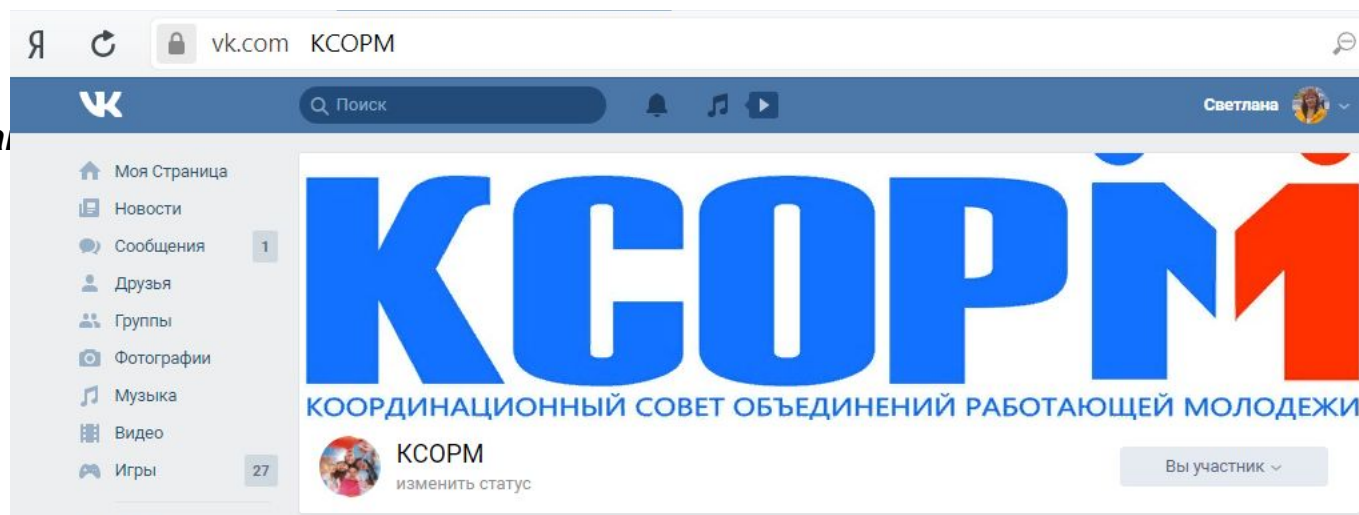 Я vk.com КСОРМ
Поиск Светлана
Моя Страница
Новости
Сообщения 1
Друзья
Группы
Фотографии
Музыка
Видео
Игры 27
КСОРМ
КООРДИНАЦИОННЫЙ СОВЕТ ОБЪЕДИНЕНИЙ РАБОТАЮЩЕЙ МОЛОДЕЖИ
КСОРМ
изменить статус
Вы участник